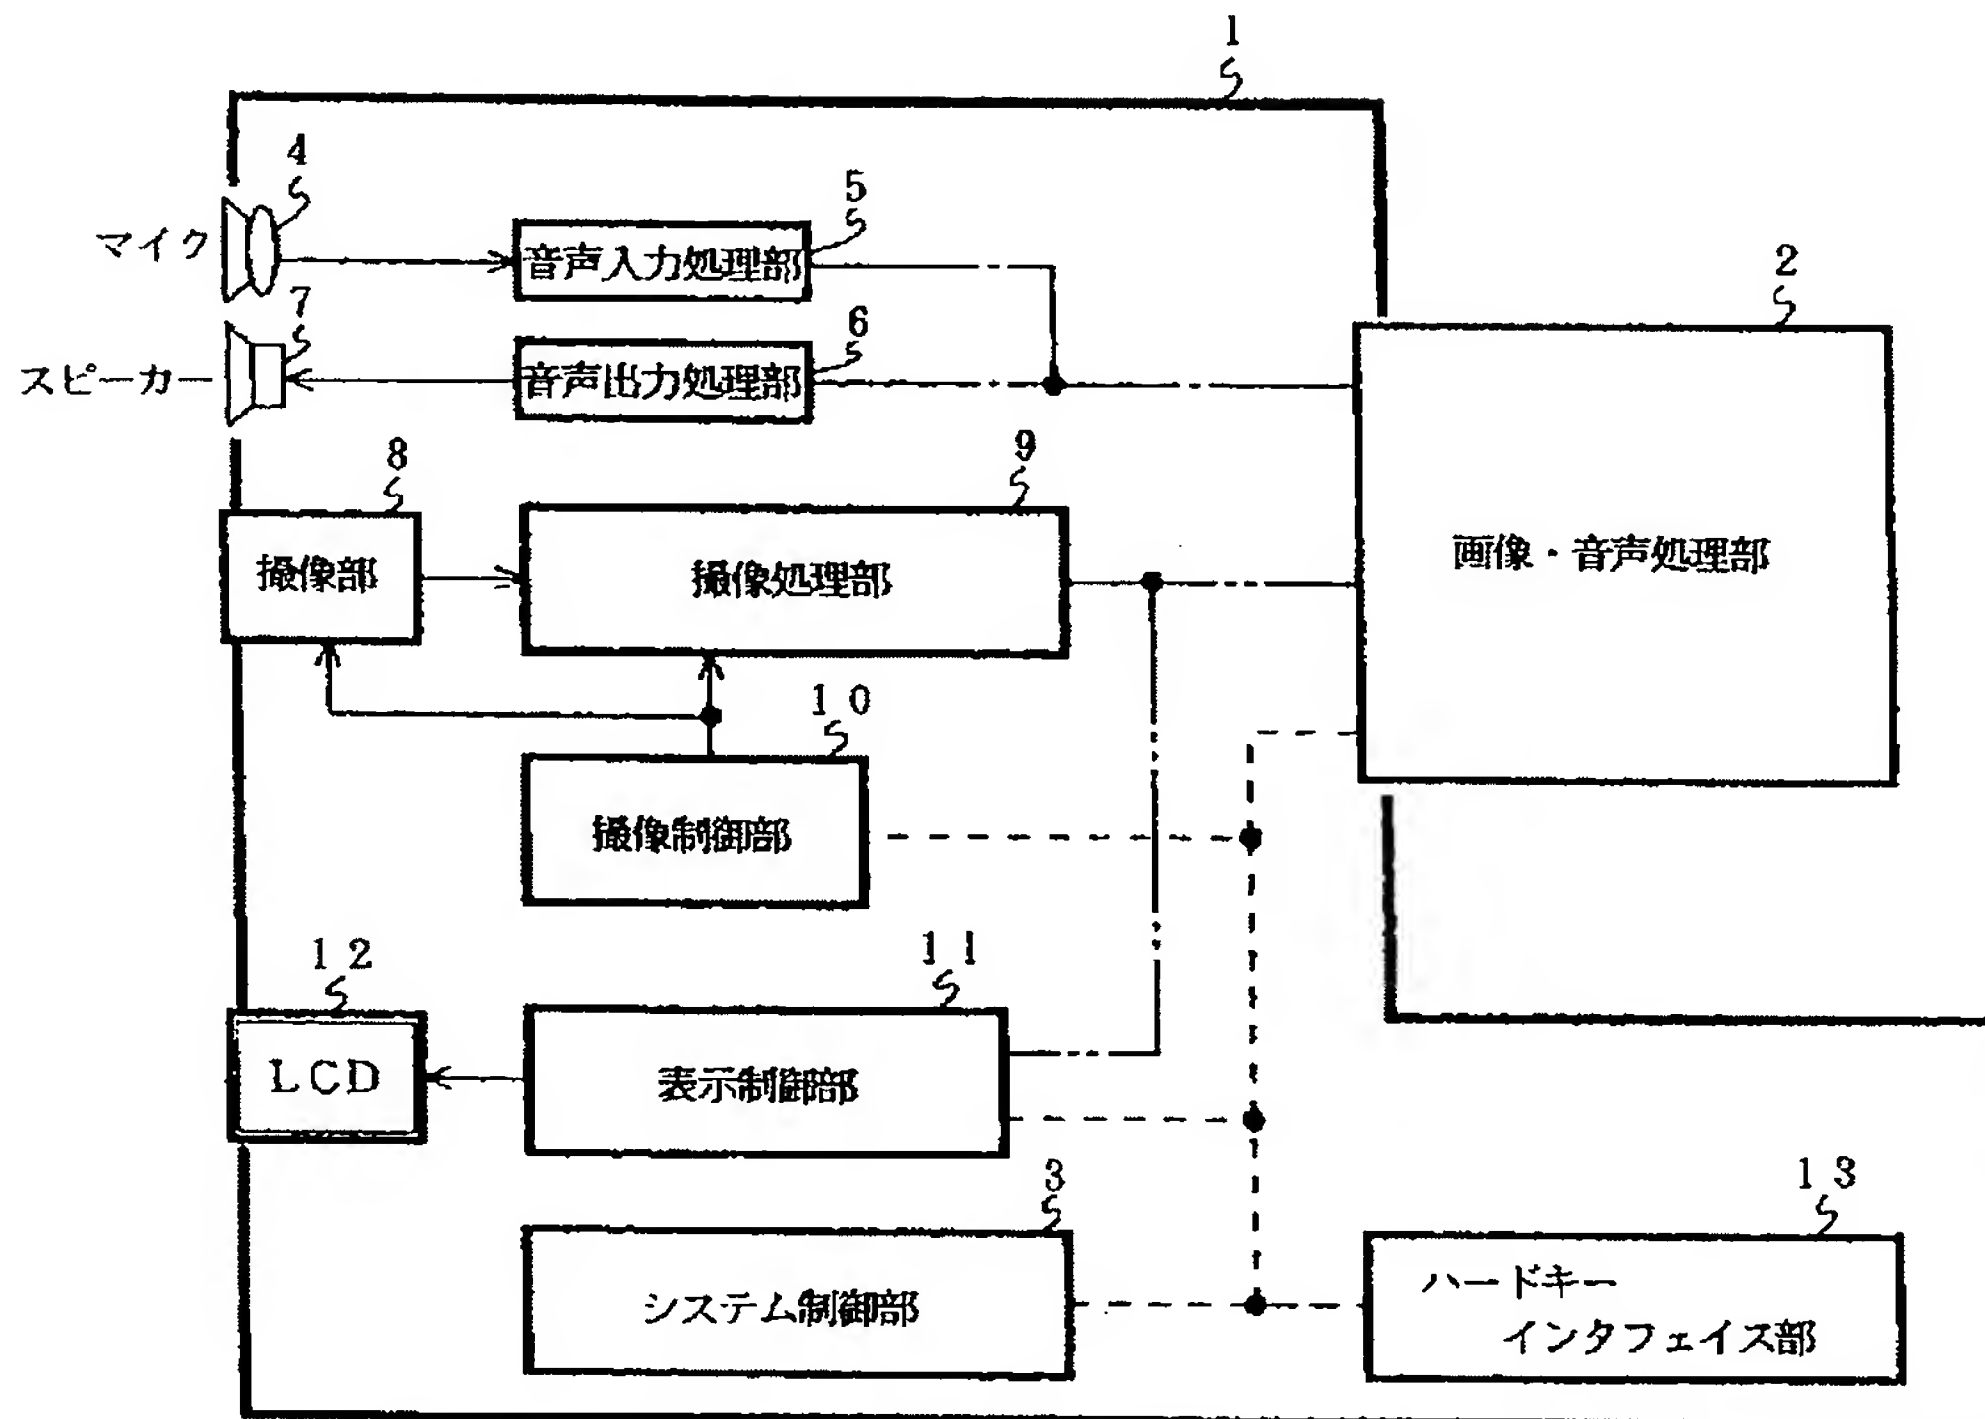 1
4
マイク
5
音声入力処理部
2
7
スピーカー
6
音声出力処理部
8
撮像部
9
撮像処理部
画像・音声処理部
10
撮像制御部
12
LCD
11
表示制御部
3
システム制御部
13
ハードキー
インタフェイス部